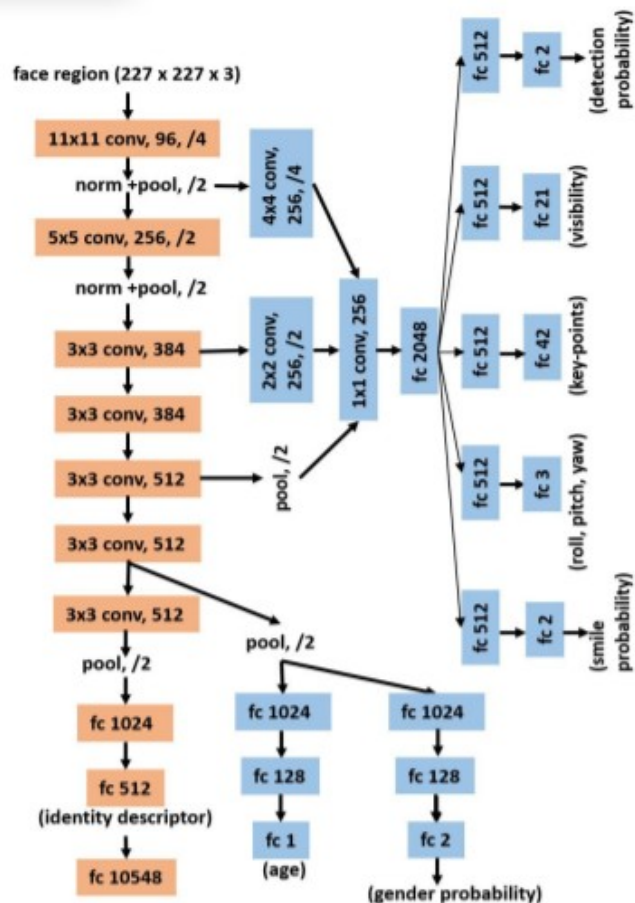 face region (227 x 227 x 3)
11x11 conv, 96, /4
norm +pool, /2
5x5 conv, 256, /2
norm +pool, /2
3x3 conv, 384
3x3 conv, 384
3x3 conv, 512
3x3 conv, 512
3x3 conv, 512
pool, /2
fc 1024
fc 512
(identity descriptor)
fc 10548
4x4 conv,
256, /4
2x2 conv,
256, /2
pool, /2
1x1 conv, 256
fc 2048
fc 512
fc 2
(detection
probability)
fc 512
fc 21
(visibility)
fc 512
fc 42
(key-points)
fc 512
fc 3
(roll, pitch, yaw)
fc 512
fc 2
(smile
probability)
pool, /2
fc 1024
fc 128
fc 1
(age)
fc 1024
fc 128
fc 2
(gender probability)